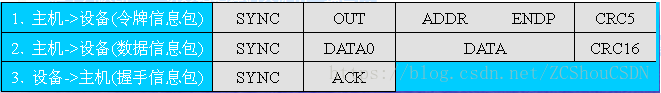 1. 主机->设备(令牌信息包) SYNC OUT ADDR ENDP CRC5
2. 主机->设备(数据信息包) SYNC DATA0 DATA CRC16
3. 设备->主机(握手信息包) SYNC ACK
https://blog.csdn.net/ZCShouCSDN